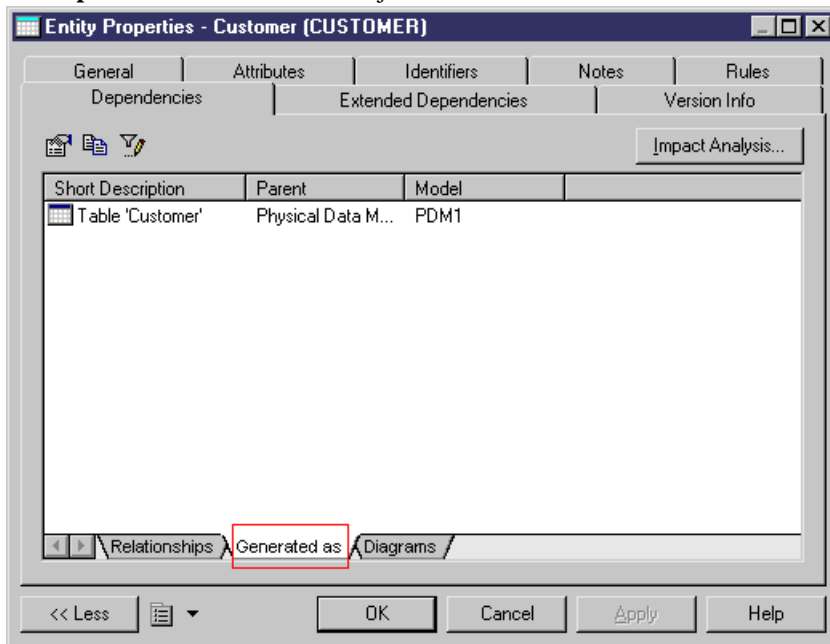 Entity Properties - Customer (CUSTOMER)
General Attributes Identifiers Notes Rules
Dependencies Extended Dependencies Version Info
Impact Analysis...
Short Description Parent Model
Table 'Customer' Physical Data M... PDM1
Relationships Generated as Diagrams
<< Less OK Cancel Apply Help